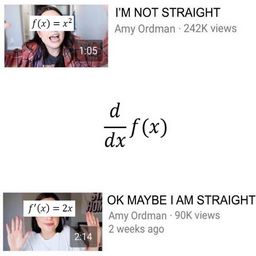 f(x) = x²
1:05
I'M NOT STRAIGHT
Amy Ordman · 242K views
d/dx f(x)
f'(x) = 2x
2:14
OK MAYBE I AM STRAIGHT
Amy Ordman · 90K views
2 weeks ago